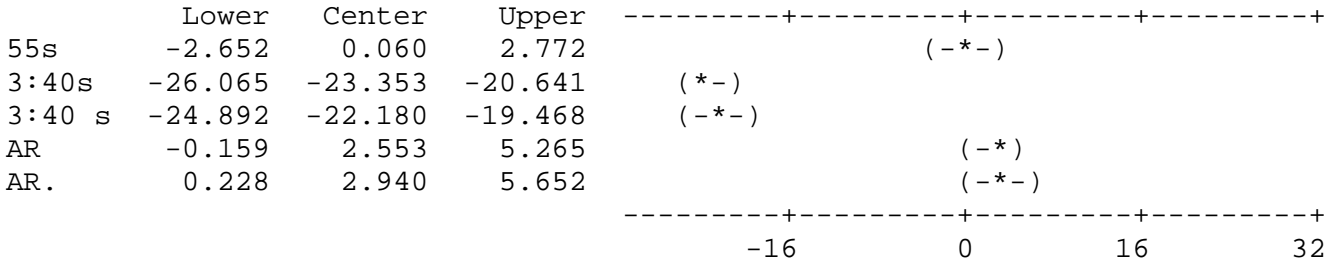 Lower   Center    Upper  ---------+---------+---------+---------+
55s     -2.652    0.060    2.772                   (-*-)
3:40s  -26.065  -23.353  -20.641     (*-)
3:40 s -24.892  -22.180  -19.468     (-*-)
AR      -0.159    2.553    5.265                     (-*)
AR.      0.228    2.940    5.652                     (-*-)
                                  ---------+---------+---------+---------+
                                         -16         0        16        32